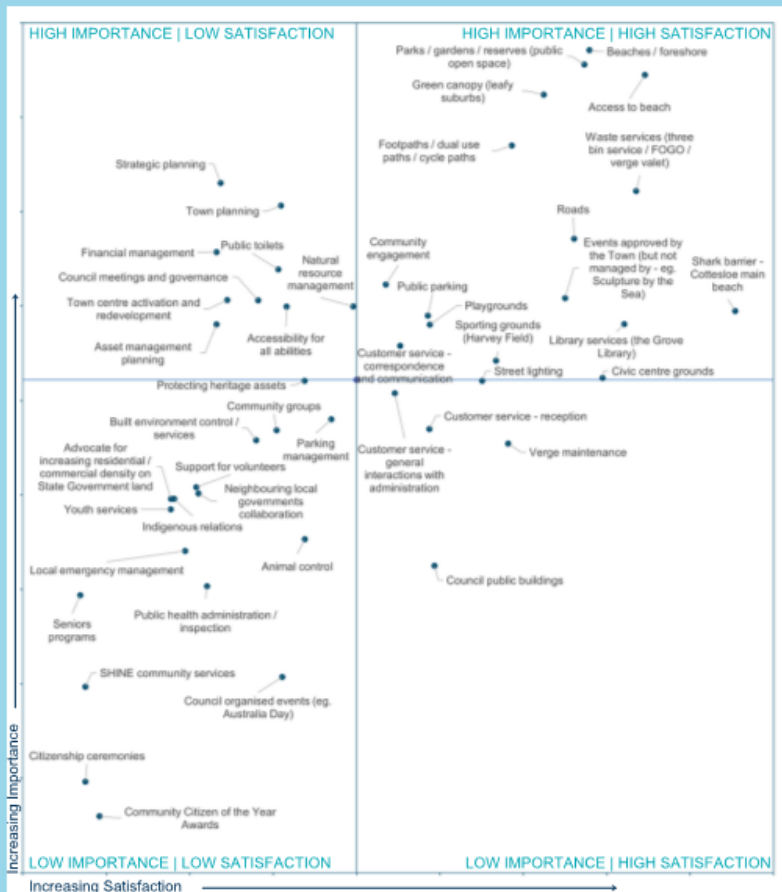 HIGH IMPORTANCE | LOW SATISFACTION
HIGH IMPORTANCE | HIGH SATISFACTION
Parks / gardens / reserves (public
open space)
Beaches / foreshore
Green canopy (leafy
suburbs)
Access to beach
Footpaths / dual use
paths / cycle paths
Waste services (three
bin service / FOGO /
verge valet)
Strategic planning
Town planning
Roads
Financial management
Public toilets
Natural
resource
management
Community
engagement
Events approved by
the Town (but not
managed by - eg.
Sculpture by the
Sea)
Shark barrier -
Cottesloe main
beach
Council meetings and governance
Town centre activation and
redevelopment
Public parking
Playgrounds
Asset management
planning
Accessibility for
all abilities
Sporting grounds
(Harvey Field)
Library services (the Grove
Library)
Customer service -
correspondence
and communication
Street lighting
Civic centre grounds
Protecting heritage assets
Community groups
Built environment control /
services
Parking
management
Customer service - reception
Customer service -
general
interactions with
administration
Verge maintenance
Advocate for
increasing residential /
commercial density on
State Government land
Support for volunteers
Neighbouring local
governments
collaboration
Youth services
Indigenous relations
Local emergency management
Animal control
Council public buildings
Seniors
programs
Public health administration /
inspection
SHINE community services
Council organised events (eg.
Australia Day)
Citizenship ceremonies
Community Citizen of the Year
Awards
LOW IMPORTANCE | LOW SATISFACTION
LOW IMPORTANCE | HIGH SATISFACTION
Increasing Importance
Increasing Satisfaction